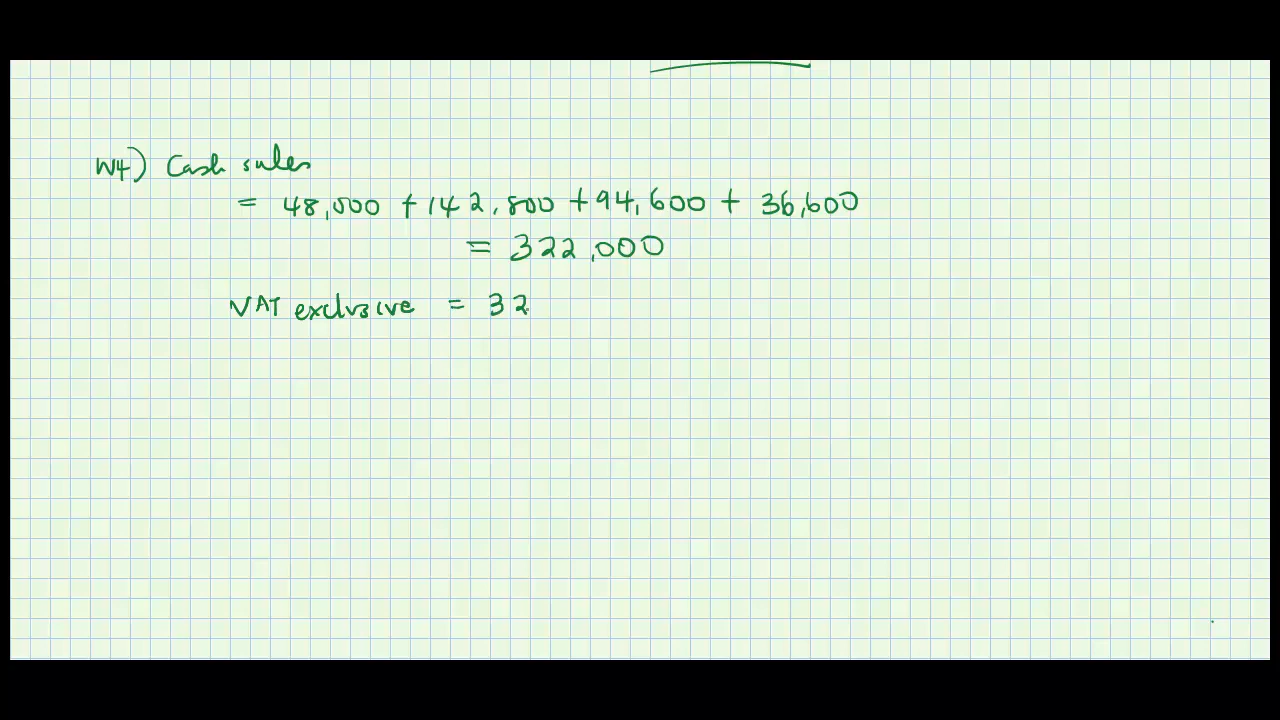 W4) Cash sales
= 48,000 + 142,800 + 94,600 + 36,600
= 322,000
VAT exclusive = 32